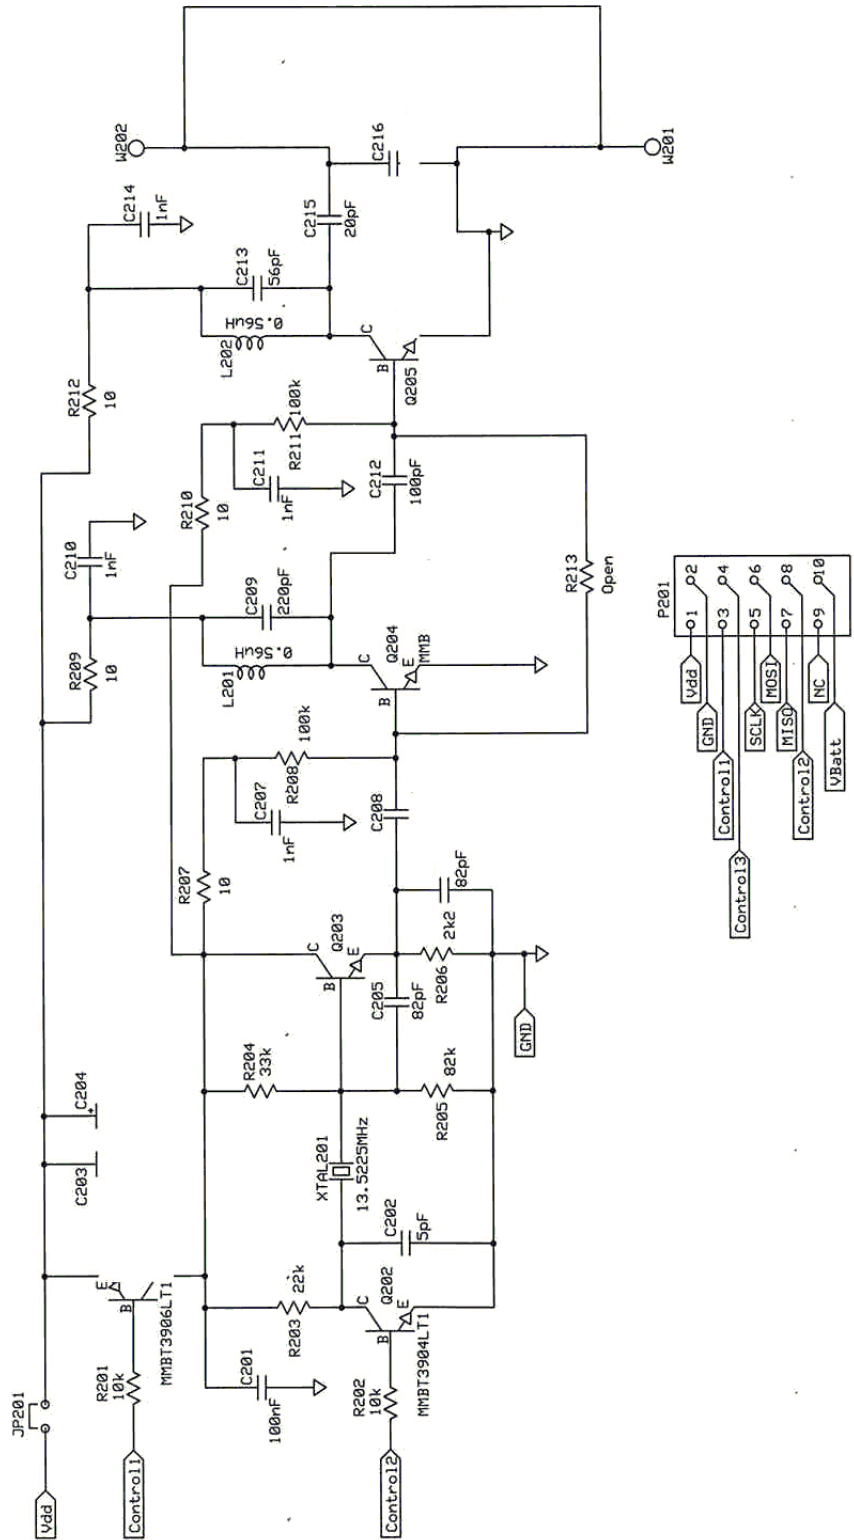 Vdd
JP201
Control1
R201
10k
E
B
MMBT3906LT1
C201
100nF
Control2
R202
10k
R203
22k
C
B
E
Q202
MMBT3904LT1
C202
5pF
XTAL201
13.5225MHz
C203
C204
+
R204
33k
R205
82k
C205
82pF
B
C
E
Q203
R206
2k2
82pF
GND
R207
10
C207
1nF
R208
100k
C208
R209
10
C210
1nF
L201
0.56uH
C209
220pF
C
B
E
Q204
MMB
R210
10
C211
1nF
R211
100k
C212
100pF
R213
Open
R212
10
C214
1nF
L202
0.56uH
C213
56pF
C
B
Q205
C215
20pF
C216
W202
W201
P201
1 2
3 4
5 6
7 8
9 10
Vdd
GND
Control1
Control3
SCLK
MOSI
MISO
Control2
NC
VBatt